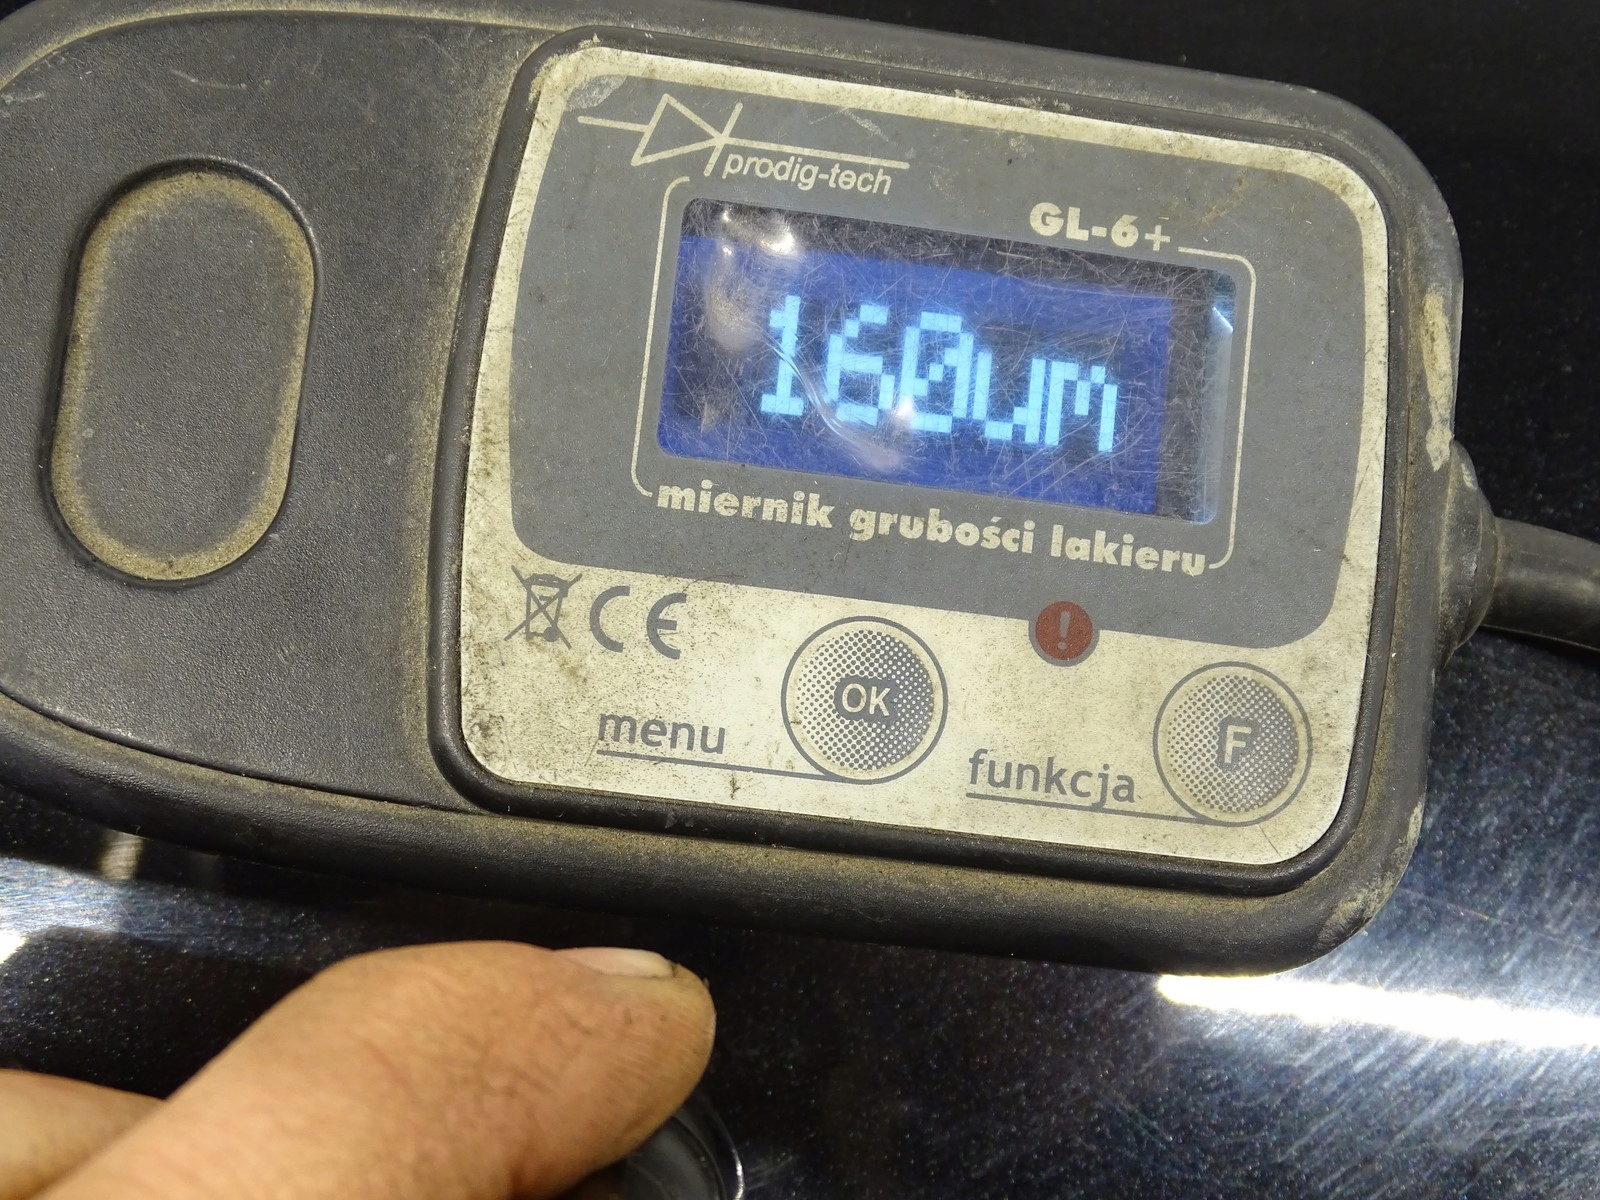 prodig-tech
GL-6+
160um
miernik grubości lakieru
CE
!
OK
menu
F
funkcja